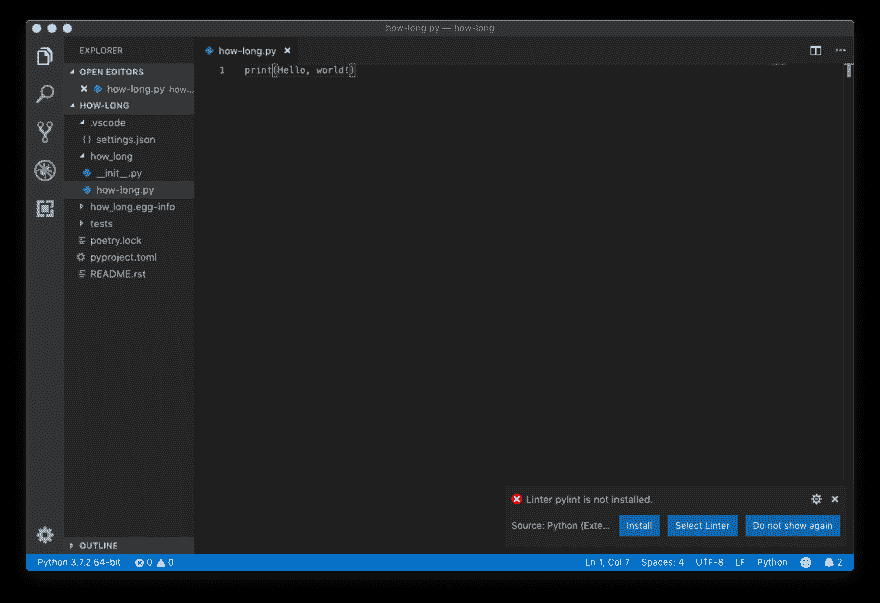 how-long.py — how-long
EXPLORER
OPEN EDITORS
how-long.py how...
HOW-LONG
.vscode
{} settings.json
how_long
__init__.py
how-long.py
how_long.egg-info
tests
poetry.lock
pyproject.toml
README.rst
OUTLINE
how-long.py
1 print(Hello, world!)
Linter pylint is not installed.
Source: Python (Exte... Install Select Linter Do not show again
Python 3.7.2 64-bit 0 0 Ln 1, Col 7 Spaces: 4 UTF-8 LF Python 2